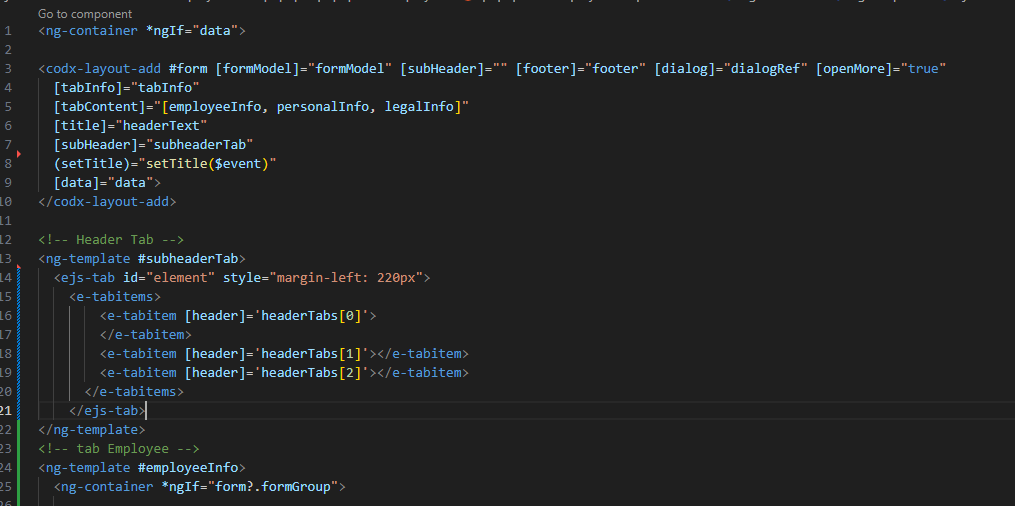 Go to component
1 <ng-container *ngIf="data">
2
3 <codx-layout-add #form [formModel]="formModel" [subHeader]="" [footer]="footer" [dialog]="dialogRef" [openMore]="true"
4 [tabInfo]="tabInfo"
5 [tabContent]="[employeeInfo, personalInfo, legalInfo]"
6 [title]="headerText"
7 [subHeader]="subheaderTab"
8 (setTitle)="setTitle($event)"
9 [data]="data">
10 </codx-layout-add>
11
12 <!-- Header Tab -->
13 <ng-template #subheaderTab>
14 <ejs-tab id="element" style="margin-left: 220px">
15 <e-tabitems>
16 <e-tabitem [header]='headerTabs[0]'>
17 </e-tabitem>
18 <e-tabitem [header]='headerTabs[1]'></e-tabitem>
19 <e-tabitem [header]='headerTabs[2]'></e-tabitem>
20 </e-tabitems>
21 </ejs-tab>
22 </ng-template>
23 <!-- tab Employee -->
24 <ng-template #employeeInfo>
25 <ng-container *ngIf="form?.formGroup">